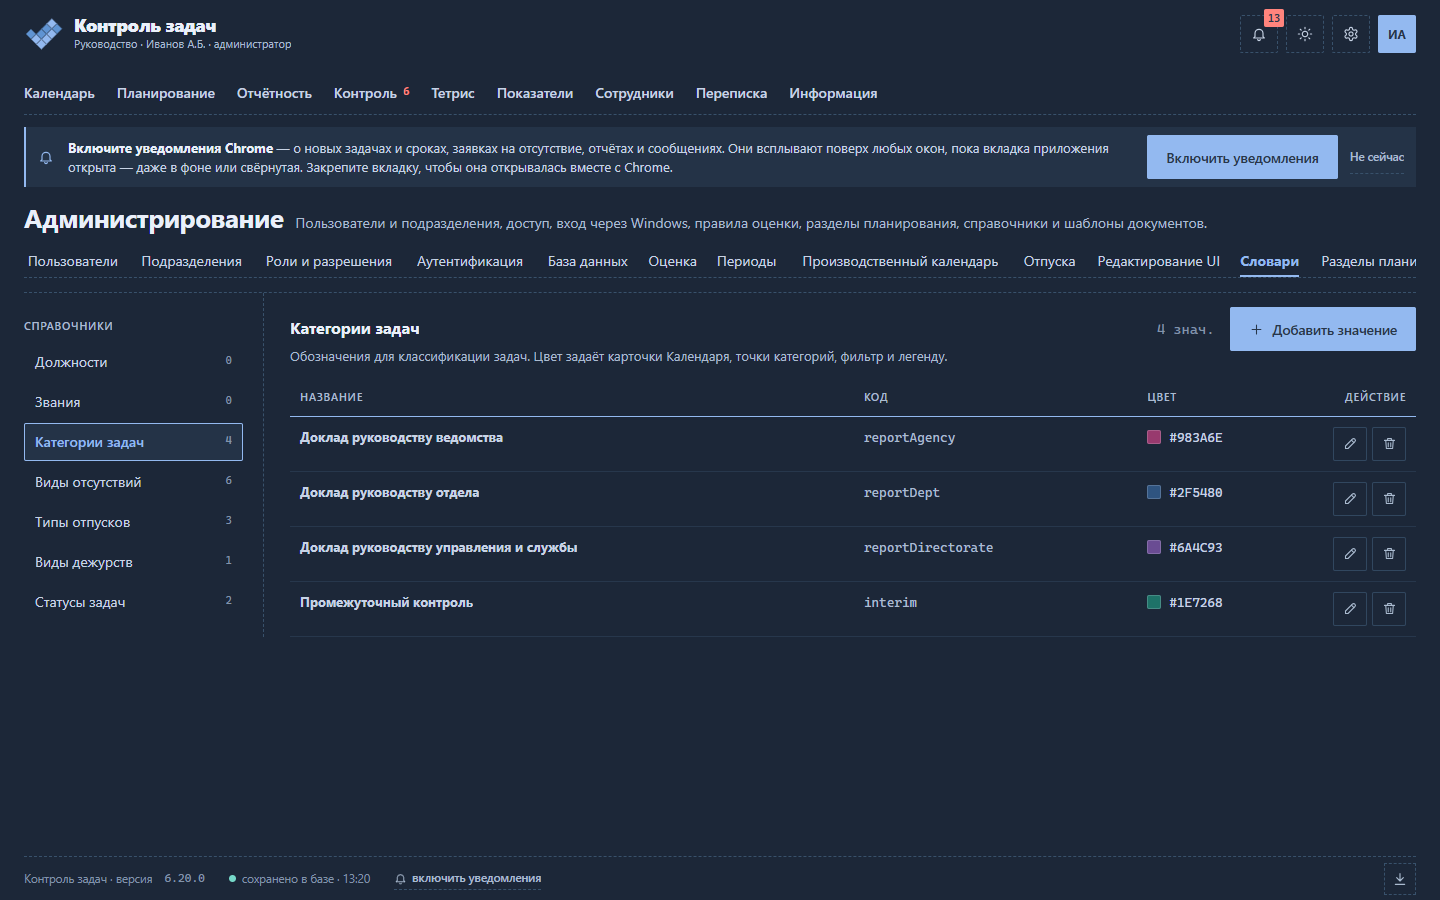 Контроль задач
Руководство · Иванов А.Б. · администратор
13
ИА
Календарь Планирование Отчётность Контроль 6 Тетрис Показатели Сотрудники Переписка Информация
Включите уведомления Chrome — о новых задачах и сроках, заявках на отсутствие, отчётах и сообщениях. Они всплывают поверх любых окон, пока вкладка приложения
открыта — даже в фоне или свёрнутая. Закрепите вкладку, чтобы она открывалась вместе с Chrome.
Включить уведомления
Не сейчас
Администрирование Пользователи и подразделения, доступ, вход через Windows, правила оценки, разделы планирования, справочники и шаблоны документов.
Пользователи Подразделения Роли и разрешения Аутентификация База данных Оценка Периоды Производственный календарь Отпуска Редактирование UI Словари Разделы плани
СПРАВОЧНИКИ
Должности 0
Звания 0
Категории задач 4
Виды отсутствий 6
Типы отпусков 3
Виды дежурств 1
Статусы задач 2
Категории задач
4 знач.
+ Добавить значение
Обозначения для классификации задач. Цвет задаёт карточки Календаря, точки категорий, фильтр и легенду.
НАЗВАНИЕ КОД ЦВЕТ ДЕЙСТВИЕ
Доклад руководству ведомства reportAgency #983A6E
Доклад руководству отдела reportDept #2F5480
Доклад руководству управления и службы reportDirectorate #6A4C93
Промежуточный контроль interim #1E7268
Контроль задач · версия 6.20.0 сохранено в базе · 13:20 включить уведомления